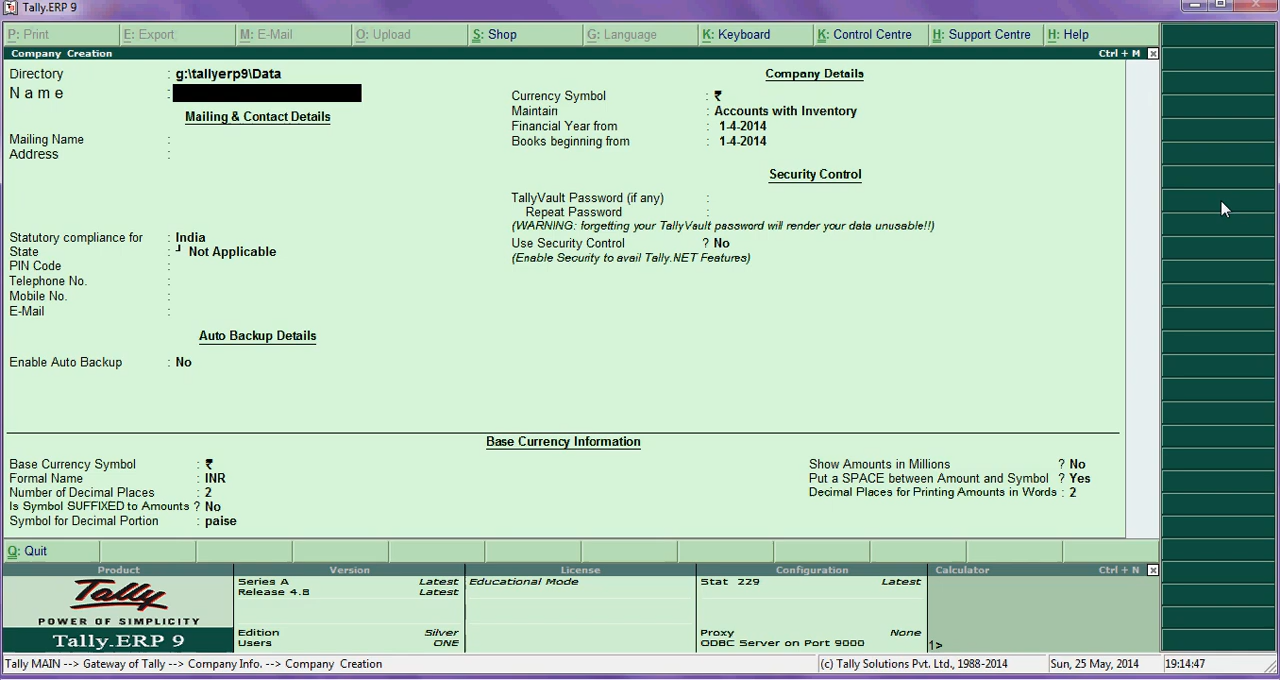 Tally.ERP 9
P: Print E: Export M: E-Mail O: Upload S: Shop G: Language K: Keyboard K: Control Centre H: Support Centre H: Help
Company Creation Ctrl + M
Directory : g:\tallyerp9\Data
Name :
Mailing & Contact Details
Mailing Name :
Address :
Statutory compliance for : India
State : Not Applicable
PIN Code :
Telephone No. :
Mobile No. :
E-Mail :
Auto Backup Details
Enable Auto Backup : No
Company Details
Currency Symbol : ₹
Maintain : Accounts with Inventory
Financial Year from : 1-4-2014
Books beginning from : 1-4-2014
Security Control
TallyVault Password (if any) :
Repeat Password :
(WARNING: forgetting your TallyVault password will render your data unusable!!)
Use Security Control ? No
(Enable Security to avail Tally.NET Features)
Base Currency Information
Base Currency Symbol : ₹
Formal Name : INR
Number of Decimal Places : 2
Is Symbol SUFFIXED to Amounts ? No
Symbol for Decimal Portion : paise
Show Amounts in Millions ? No
Put a SPACE between Amount and Symbol ? Yes
Decimal Places for Printing Amounts in Words : 2
Q: Quit
Product Version License Configuration Calculator Ctrl + N
Tally
POWER OF SIMPLICITY
Tally.ERP 9
Series A Latest
Release 4.8 Latest
Edition Silver
Users ONE
Educational Mode
Stat 229 Latest
Proxy None
ODBC Server on Port 9000
1>
Tally MAIN --> Gateway of Tally --> Company Info. --> Company Creation (c) Tally Solutions Pvt. Ltd., 1988-2014 Sun, 25 May, 2014 19:14:47